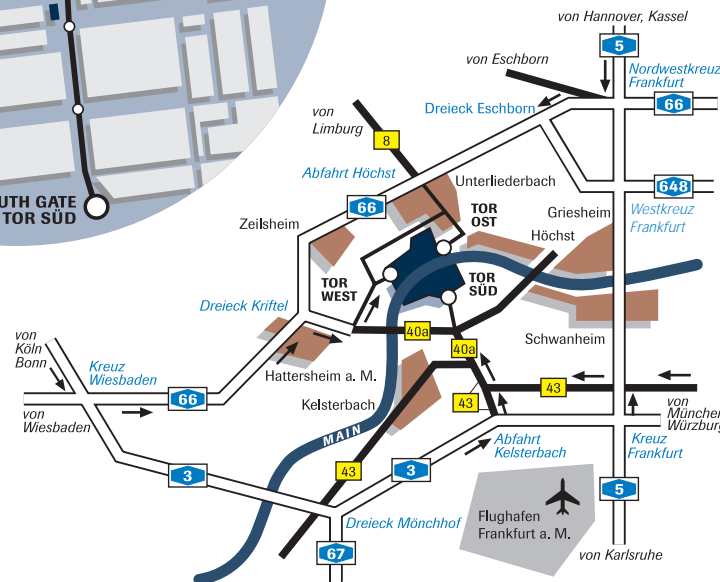 von Hannover, Kassel
5
von Eschborn
Nordwestkreuz
Frankfurt
66
Dreieck Eschborn
von
Limburg
8
Abfahrt Höchst
Unterliederbach
648
66
Zeilsheim
TOR
OST
Griesheim
Höchst
Westkreuz
Frankfurt
UTH GATE
TOR SÜD
TOR
WEST
TOR
SÜD
Dreieck Kriftel
40a
40a
Schwanheim
von
Köln
Bonn
Kreuz
Wiesbaden
Hattersheim a. M.
66
Kelsterbach
43
43
von
Wiesbaden
von
München
Würzburg
MAIN
Abfahrt
Kelsterbach
Kreuz
Frankfurt
3
43
3
5
Dreieck Mönchhof
Flughafen
Frankfurt a. M.
67
von Karlsruhe